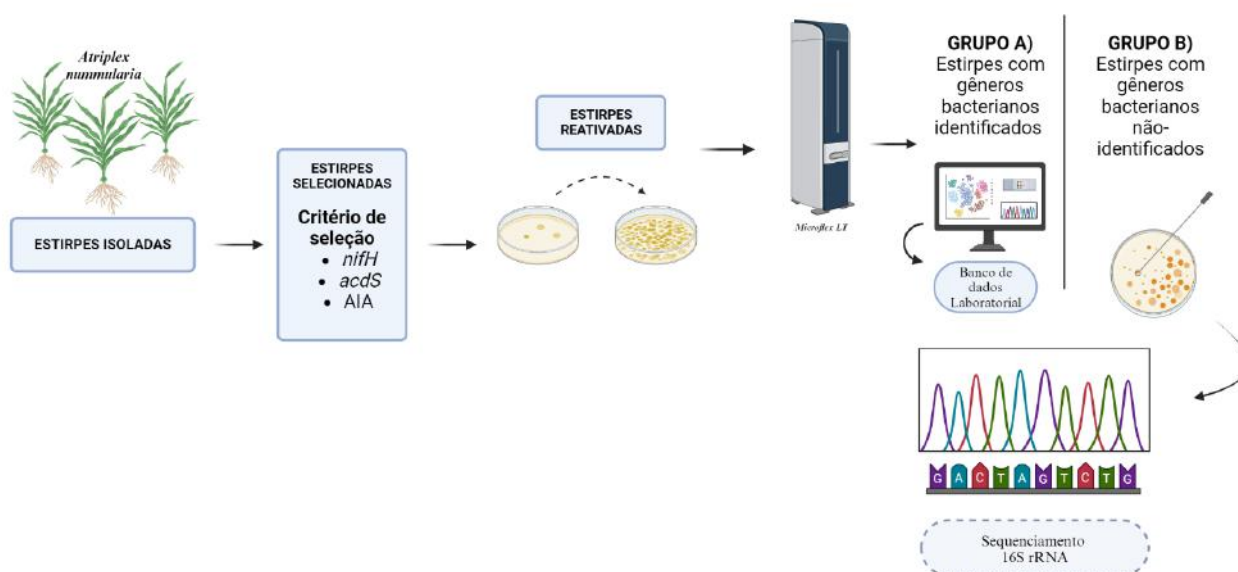 Atriplex
nummularia
ESTIRPES ISOLADAS
ESTIRPES
SELECIONADAS
Critério de
seleção
• nifH
• acdS
• AIA
ESTIRPES
REATIVADAS
Microflex LT
GRUPO A)
Estirpes com
gêneros
bacterianos
identificados
Banco de
dados
Laboratorial
GRUPO B)
Estirpes com
gêneros
bacterianos
não-
identificados
G A C T A G T C T G
Sequenciamento
16S rRNA